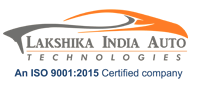 LAKSHIKA INDIA AUTO
TECHNOLOGIES
An ISO 9001:2015 Certified company